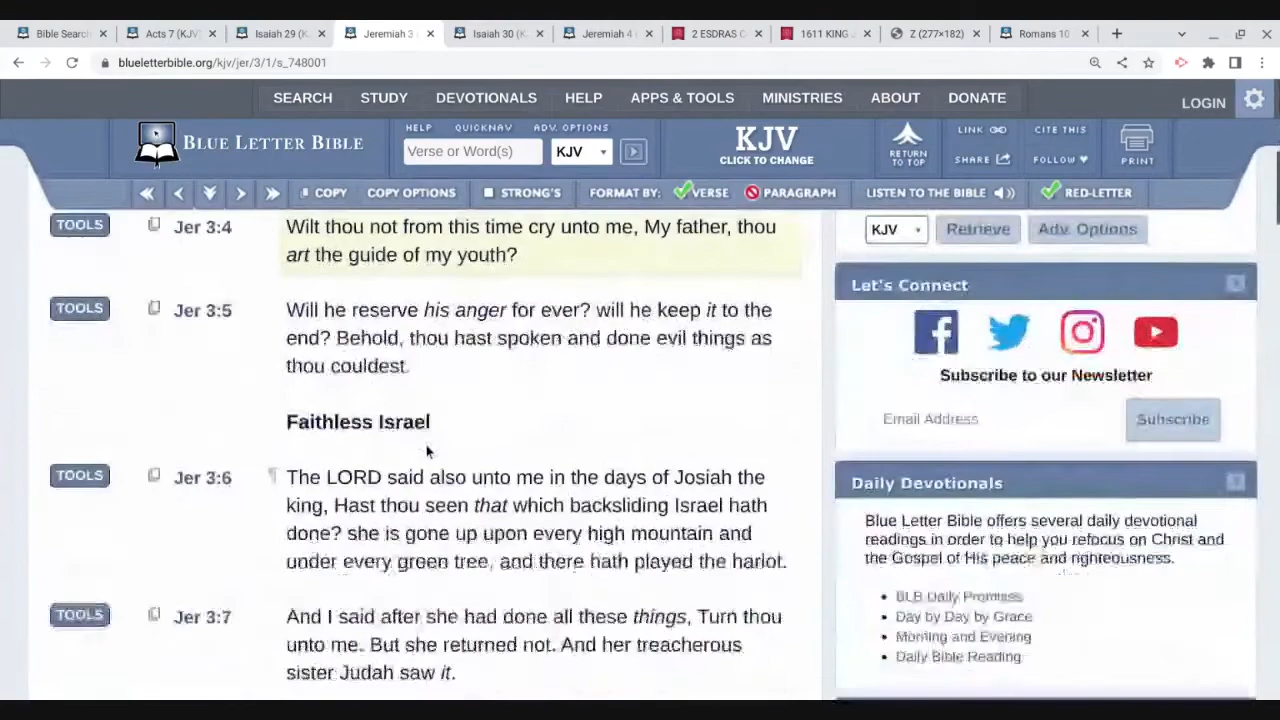 Bible Search
Acts 7 (KJV)
Isaiah 29 (K
Jeremiah 3
Isaiah 30 (K
Jeremiah 4 (
2 ESDRAS C
1611 KING J
Z (277×182)
Romans 10
blueletterbible.org/kjv/jer/3/1/s_748001
SEARCH STUDY DEVOTIONALS HELP APPS & TOOLS MINISTRIES ABOUT DONATE LOGIN
BLUE LETTER BIBLE
HELP QUICKNAV ADV. OPTIONS
Verse or Word(s) KJV
KJV
CLICK TO CHANGE
RETURN
TO TOP
LINK
SHARE
CITE THIS
FOLLOW
PRINT
COPY COPY OPTIONS STRONG'S FORMAT BY: VERSE PARAGRAPH LISTEN TO THE BIBLE RED-LETTER
TOOLS Jer 3:4 Wilt thou not from this time cry unto me, My father, thou
art the guide of my youth?
TOOLS Jer 3:5 Will he reserve his anger for ever? will he keep it to the
end? Behold, thou hast spoken and done evil things as
thou couldest.
Faithless Israel
TOOLS Jer 3:6 ¶ The LORD said also unto me in the days of Josiah the
king, Hast thou seen that which backsliding Israel hath
done? she is gone up upon every high mountain and
under every green tree, and there hath played the harlot.
TOOLS Jer 3:7 And I said after she had done all these things, Turn thou
unto me. But she returned not. And her treacherous
sister Judah saw it.
KJV Retrieve Adv. Options
Let's Connect
Subscribe to our Newsletter
Email Address Subscribe
Daily Devotionals
Blue Letter Bible offers several daily devotional
readings in order to help you refocus on Christ and
the Gospel of His peace and righteousness.
BLB Daily Promises
Day by Day by Grace
Morning and Evening
Daily Bible Reading